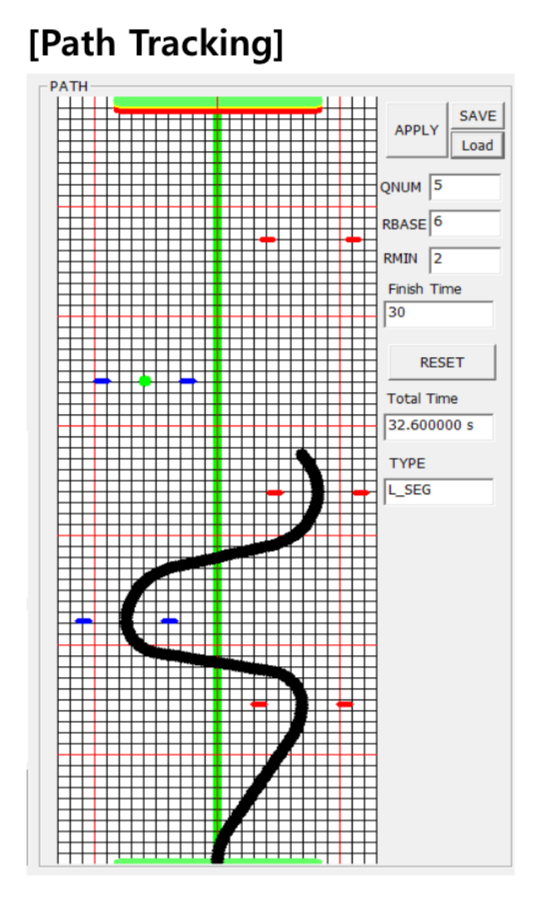 [Path Tracking]
PATH
APPLY
SAVE
Load
QNUM 5
RBASE 6
RMIN 2
Finish Time
30
RESET
Total Time
32.600000 s
TYPE
L_SEG